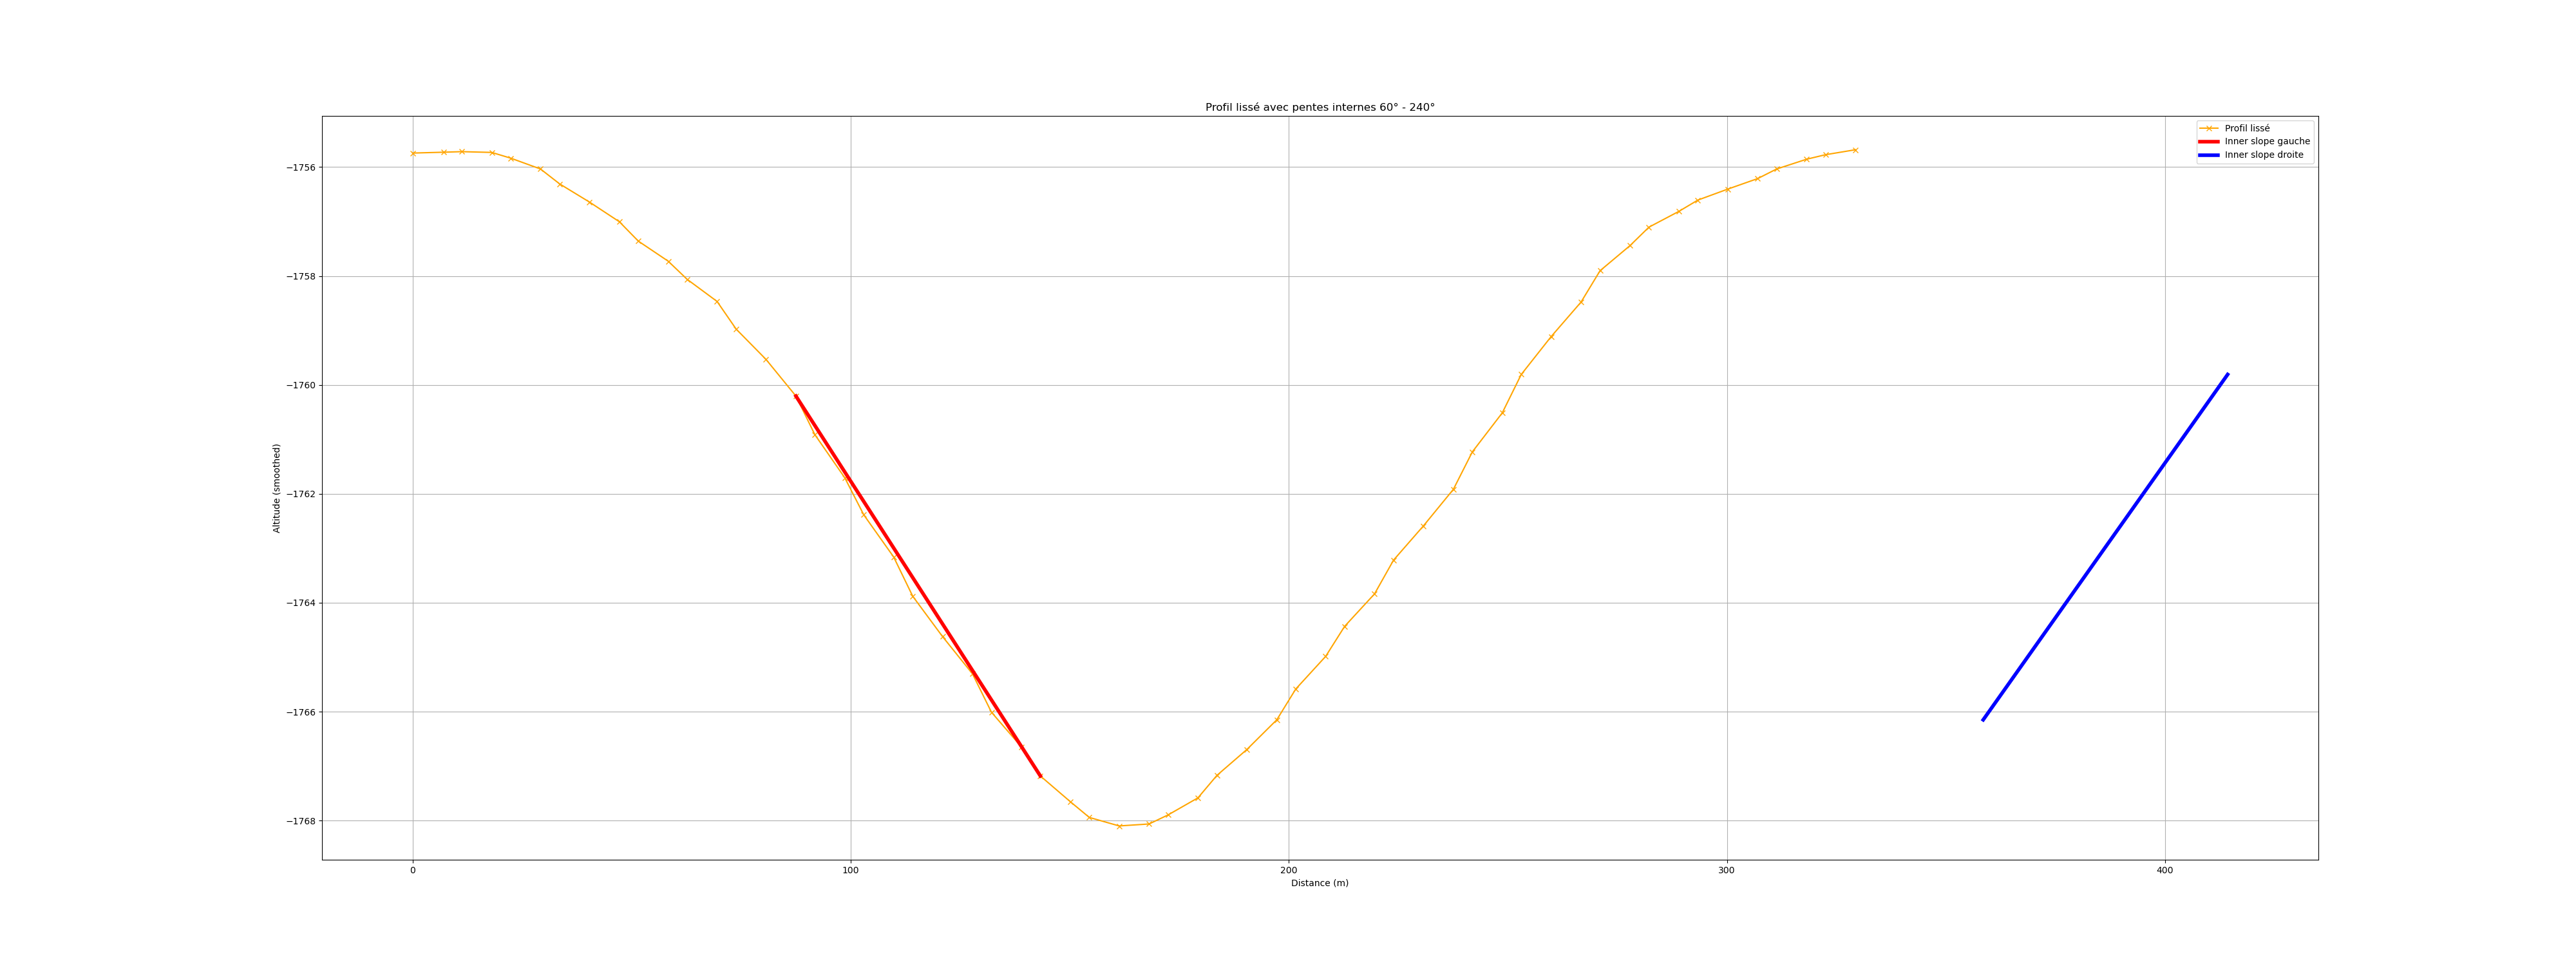 Profil lissé avec pentes internes 60° - 240°
Profil lissé
Inner slope gauche
Inner slope droite
−1756
−1758
−1760
−1762
−1764
−1766
−1768
Altitude (smoothed)
0
100
200
300
400
Distance (m)